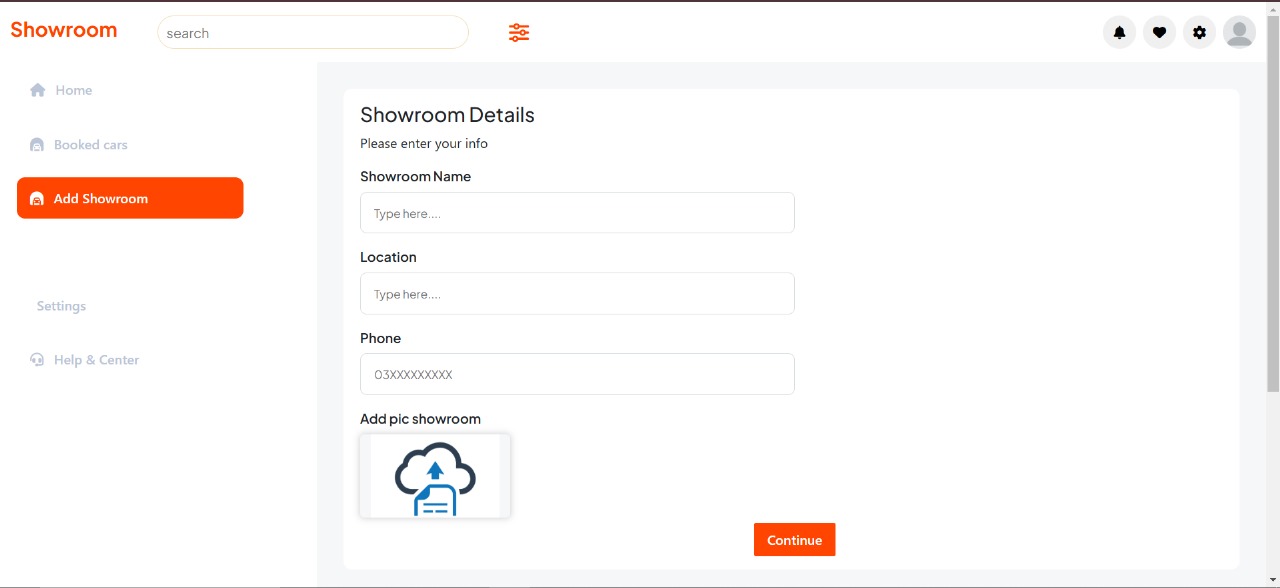 Showroom
search
Home
Booked cars
Add Showroom
Settings
Help & Center
Showroom Details
Please enter your info
Showroom Name
Type here....
Location
Type here....
Phone
03XXXXXXXXX
Add pic showroom
Continue